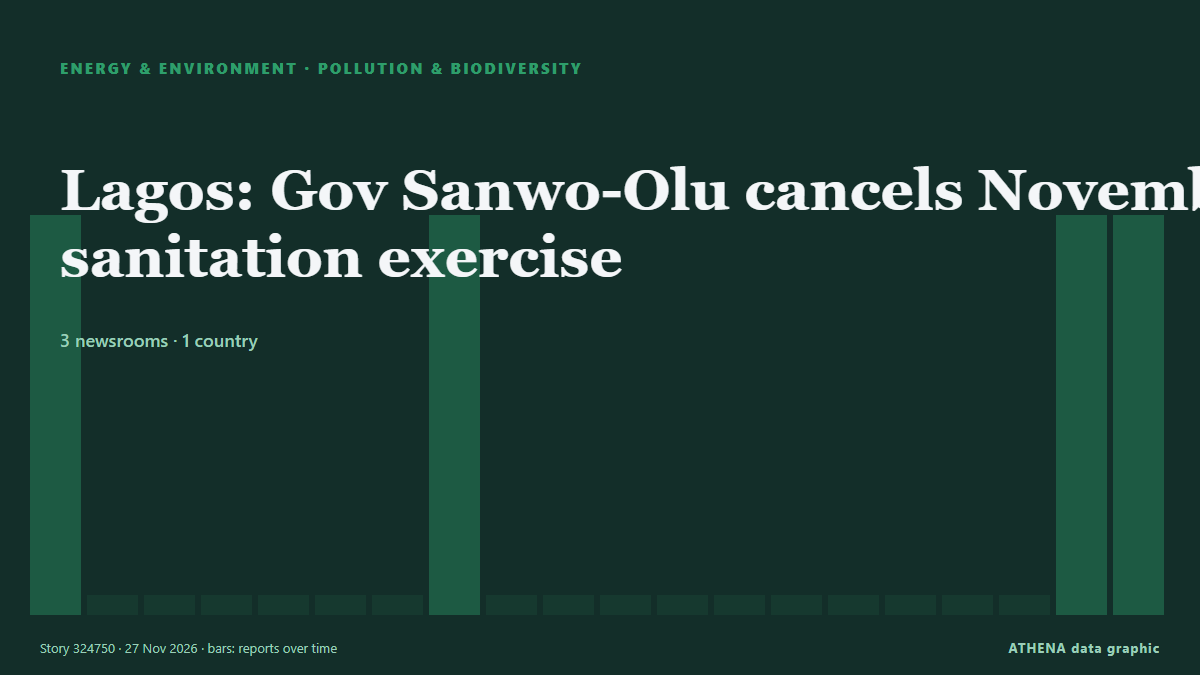 ENERGY & ENVIRONMENT · POLLUTION & BIODIVERSITY
Lagos: Gov Sanwo-Olu cancels
sanitation exercise
3 newsrooms · 1 country
Story 324750 · 27 Nov 2026 · bars: reports over time
ATHENA data graphic